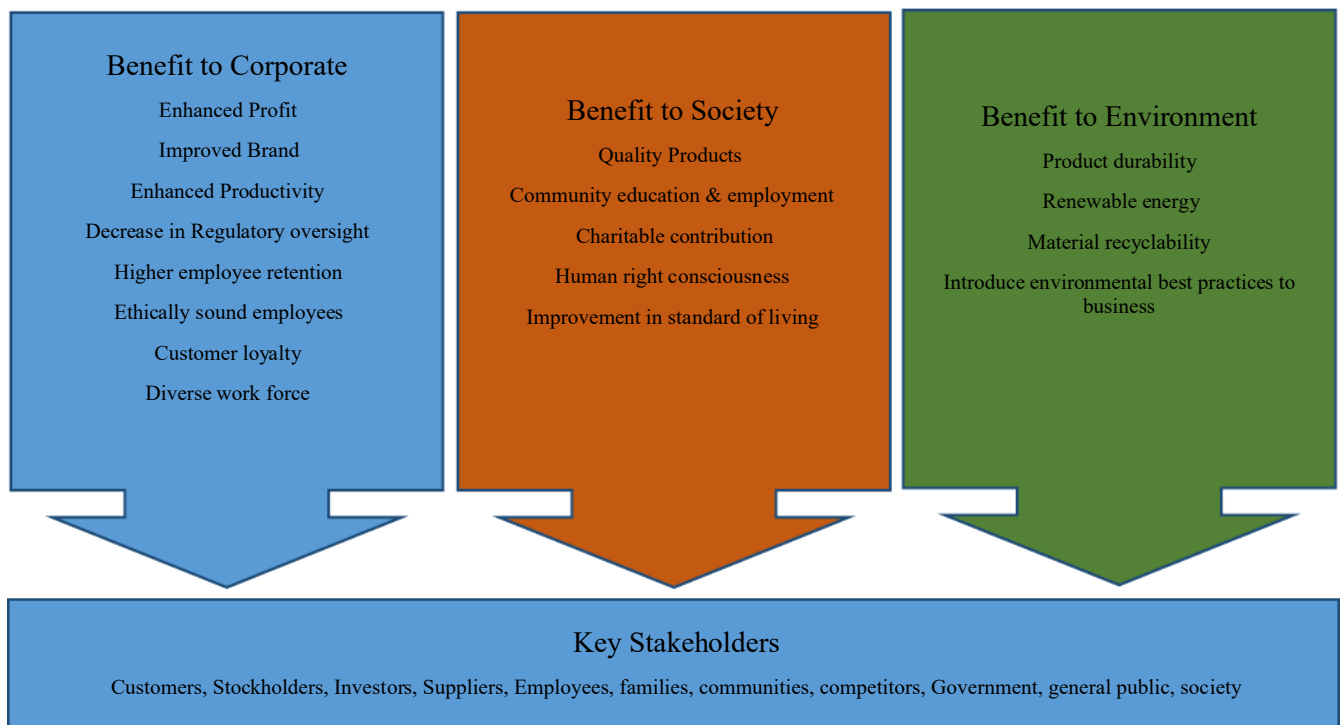 Benefit to Corporate
Enhanced Profit
Improved Brand
Enhanced Productivity
Decrease in Regulatory oversight
Higher employee retention
Ethically sound employees
Customer loyalty
Diverse work force
Benefit to Society
Quality Products
Community education & employment
Charitable contribution
Human right consciousness
Improvement in standard of living
Benefit to Environment
Product durability
Renewable energy
Material recyclability
Introduce environmental best practices to
business
Key Stakeholders
Customers, Stockholders, Investors, Suppliers, Employees, families, communities, competitors, Government, general public, society